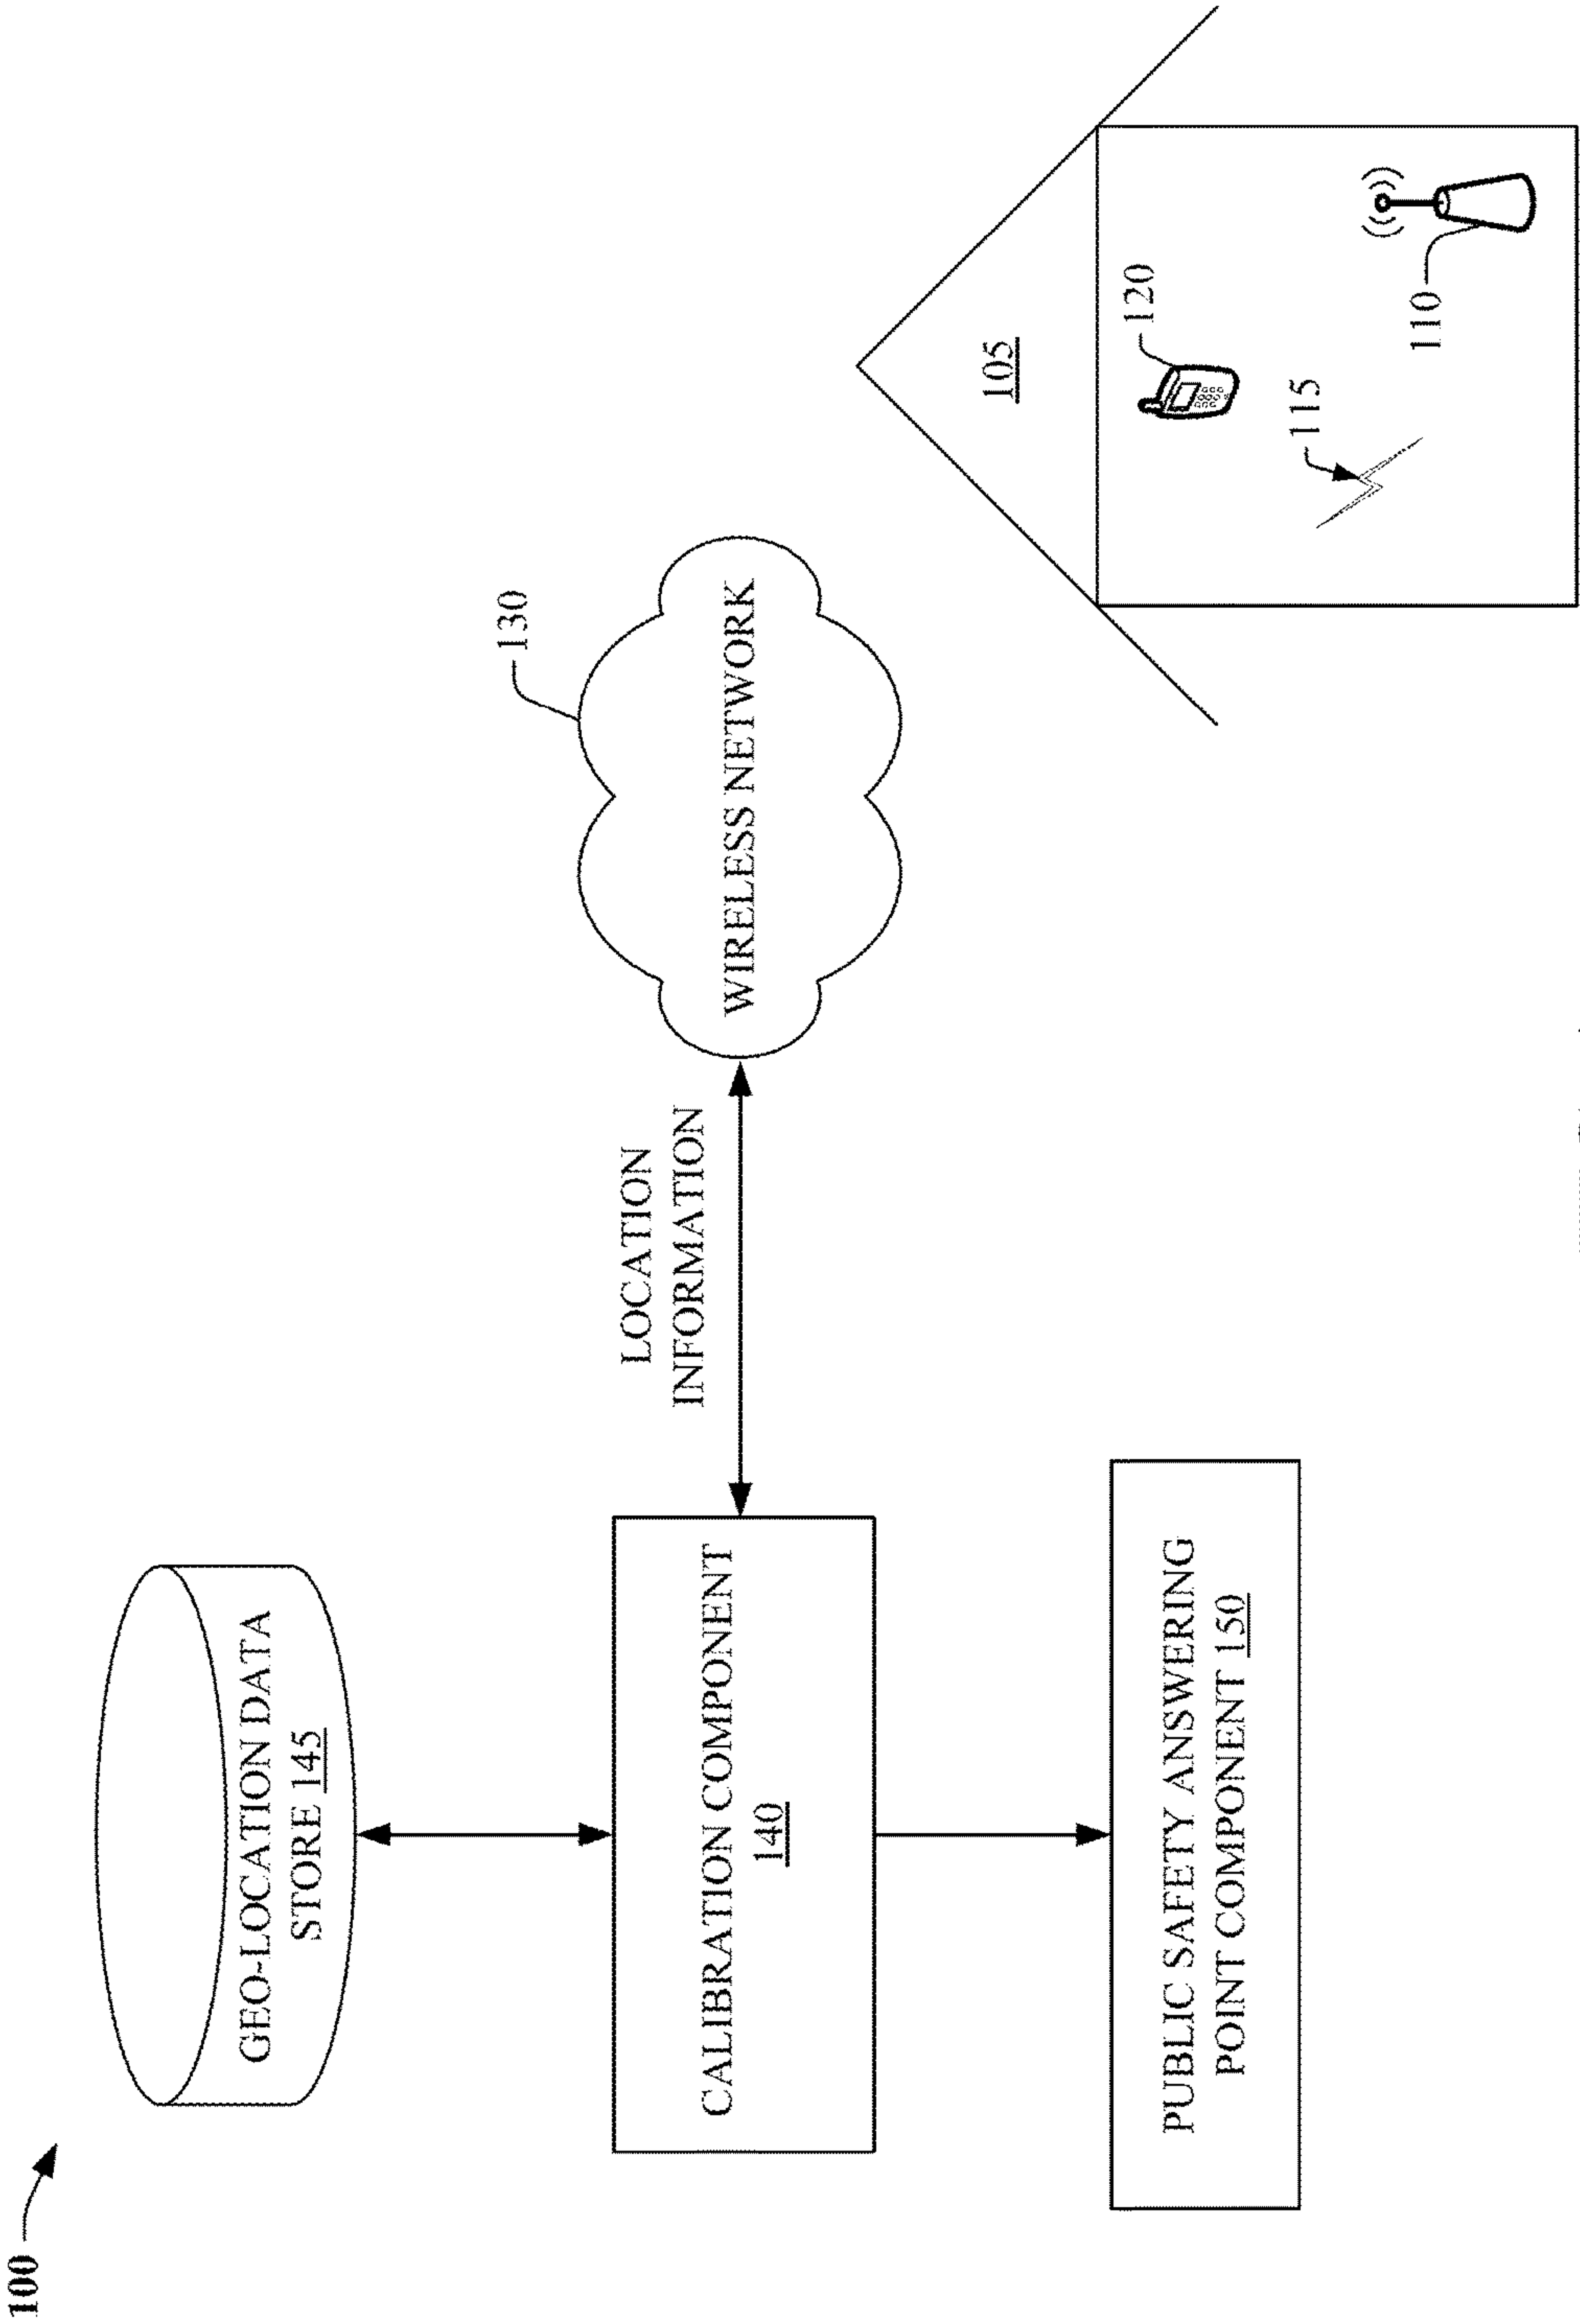 100
GEO-LOCATION DATA
STORE 145
CALIBRATION COMPONENT
140
PUBLIC SAFETY ANSWERING
POINT COMPONENT 150
LOCATION
INFORMATION
130
WIRELESS NETWORK
105
120
115
110